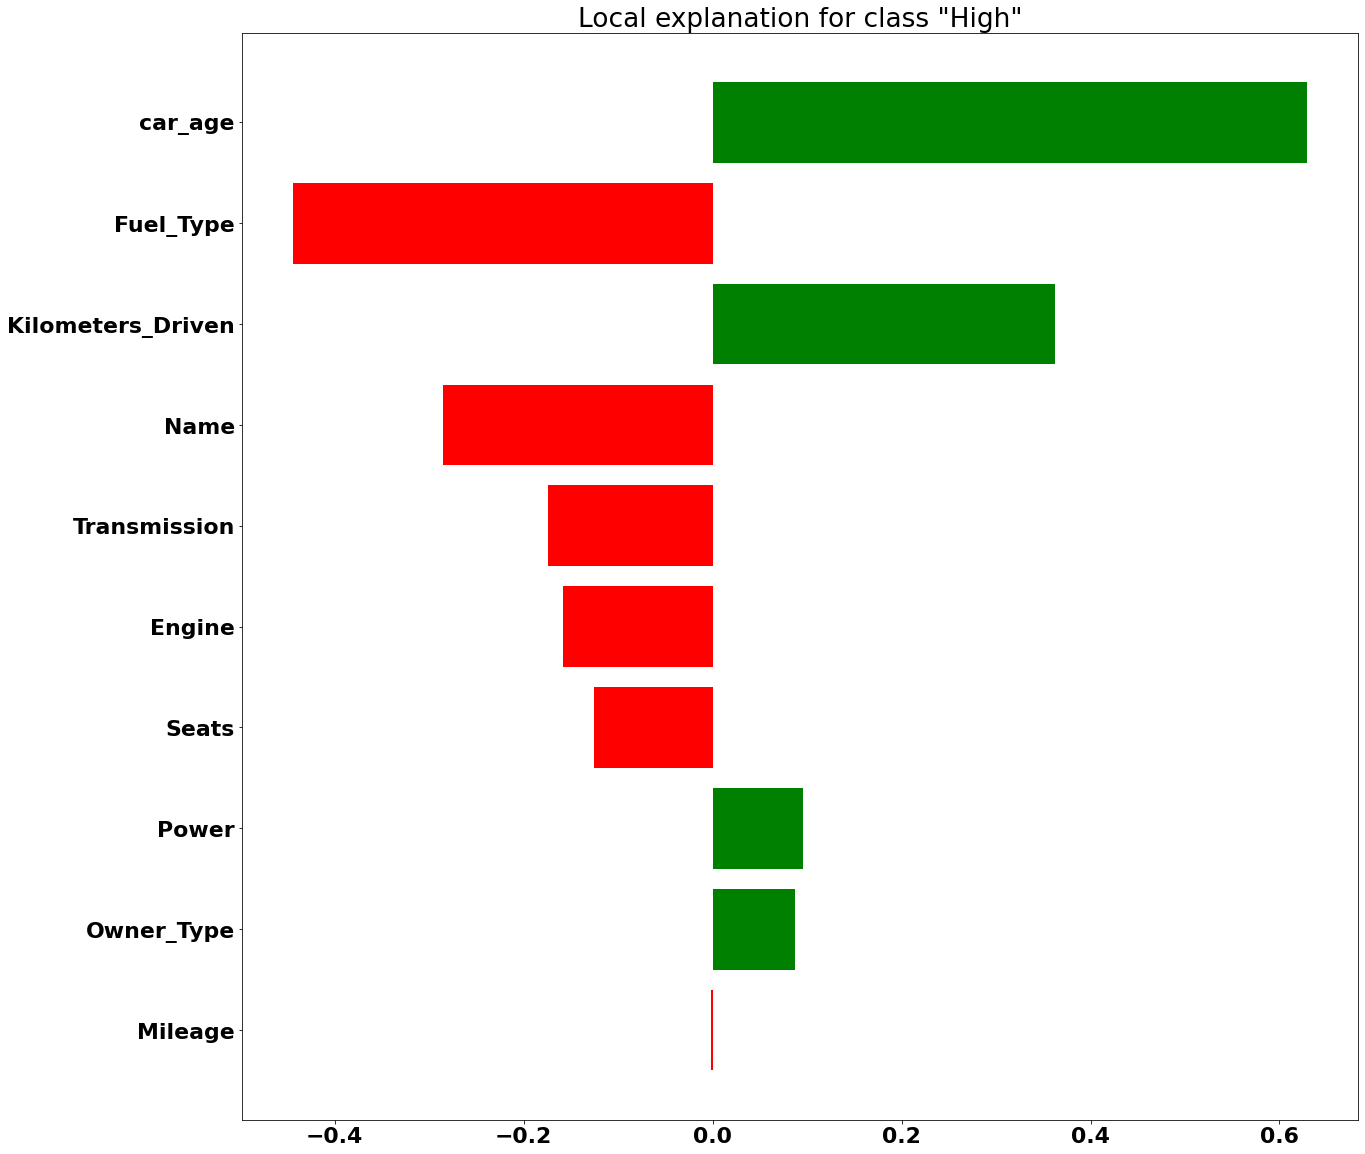 Local explanation for class "High"
car_age
Fuel_Type
Kilometers_Driven
Name
Transmission
Engine
Seats
Power
Owner_Type
Mileage
−0.4 −0.2 0.0 0.2 0.4 0.6